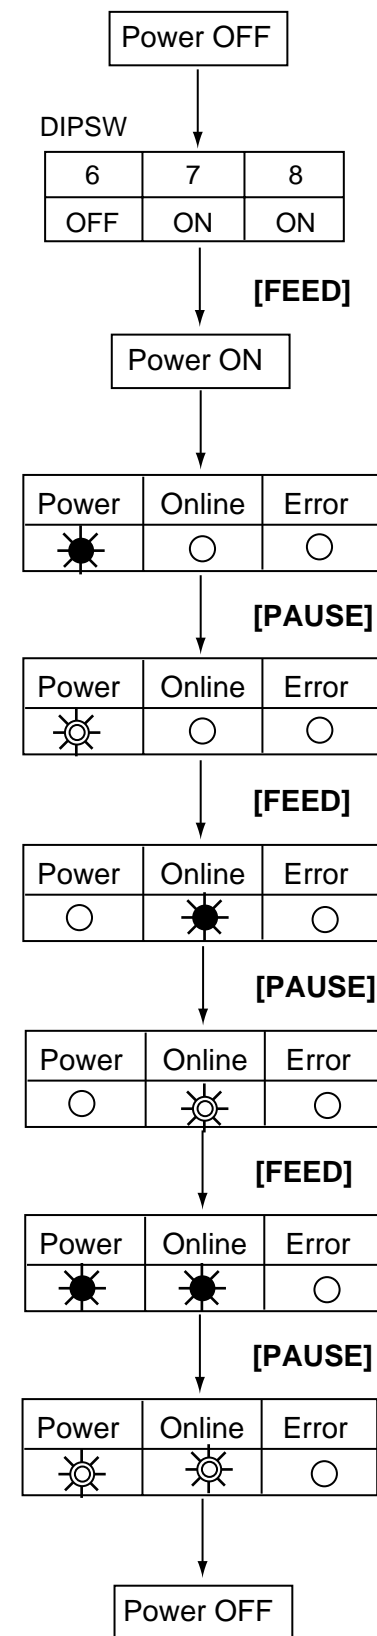 Power OFF
DIPSW
6 7 8
OFF ON ON
[FEED]
Power ON
Power Online Error
[PAUSE]
Power Online Error
[FEED]
Power Online Error
[PAUSE]
Power Online Error
[FEED]
Power Online Error
[PAUSE]
Power Online Error
Power OFF